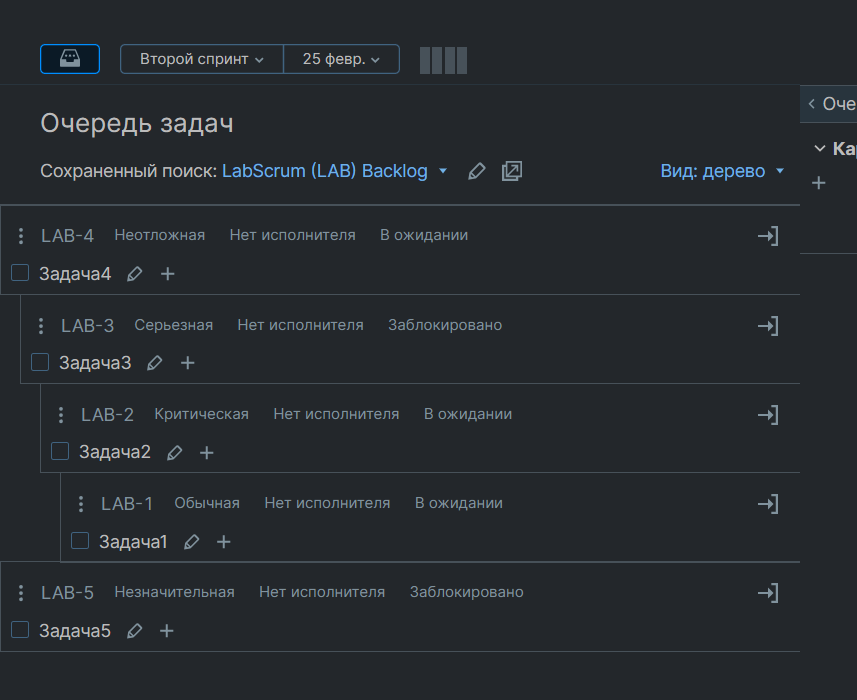 Второй спринт 25 февр.
Очередь задач
Сохраненный поиск: LabScrum (LAB) Backlog Вид: дерево
LAB-4 Неотложная Нет исполнителя В ожидании
Задача4
LAB-3 Серьезная Нет исполнителя Заблокировано
Задача3
LAB-2 Критическая Нет исполнителя В ожидании
Задача2
LAB-1 Обычная Нет исполнителя В ожидании
Задача1
LAB-5 Незначительная Нет исполнителя Заблокировано
Задача5